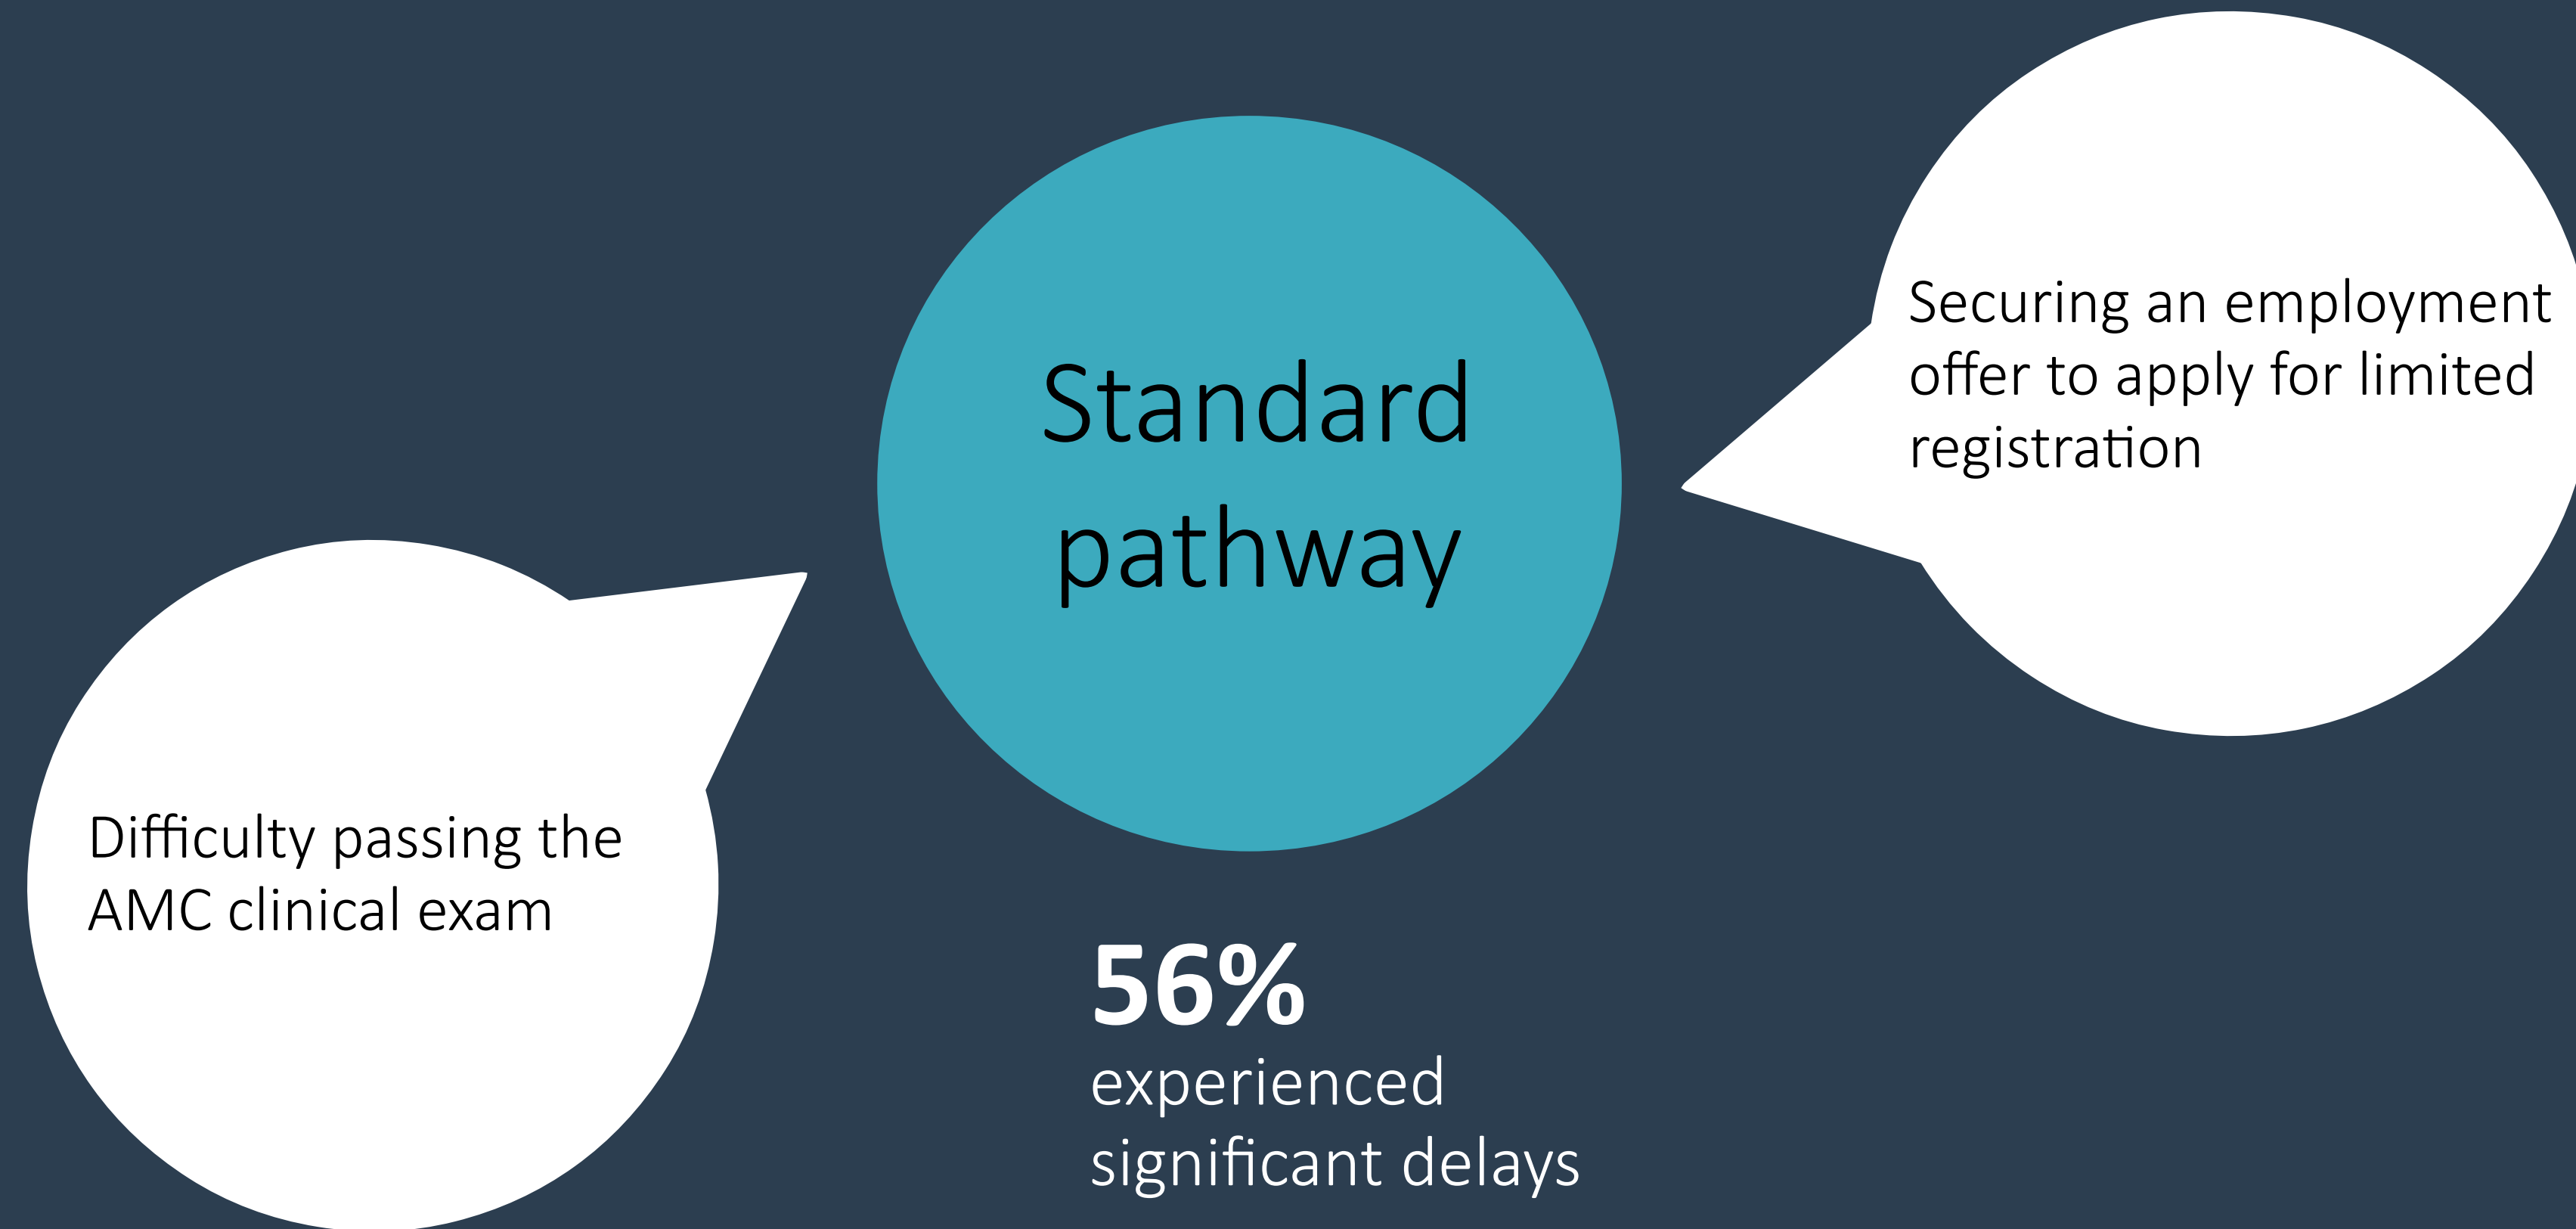 Standard
pathway
Securing an employment
offer to apply for limited
registration
Difficulty passing the
AMC clinical exam
56%
experienced
significant delays